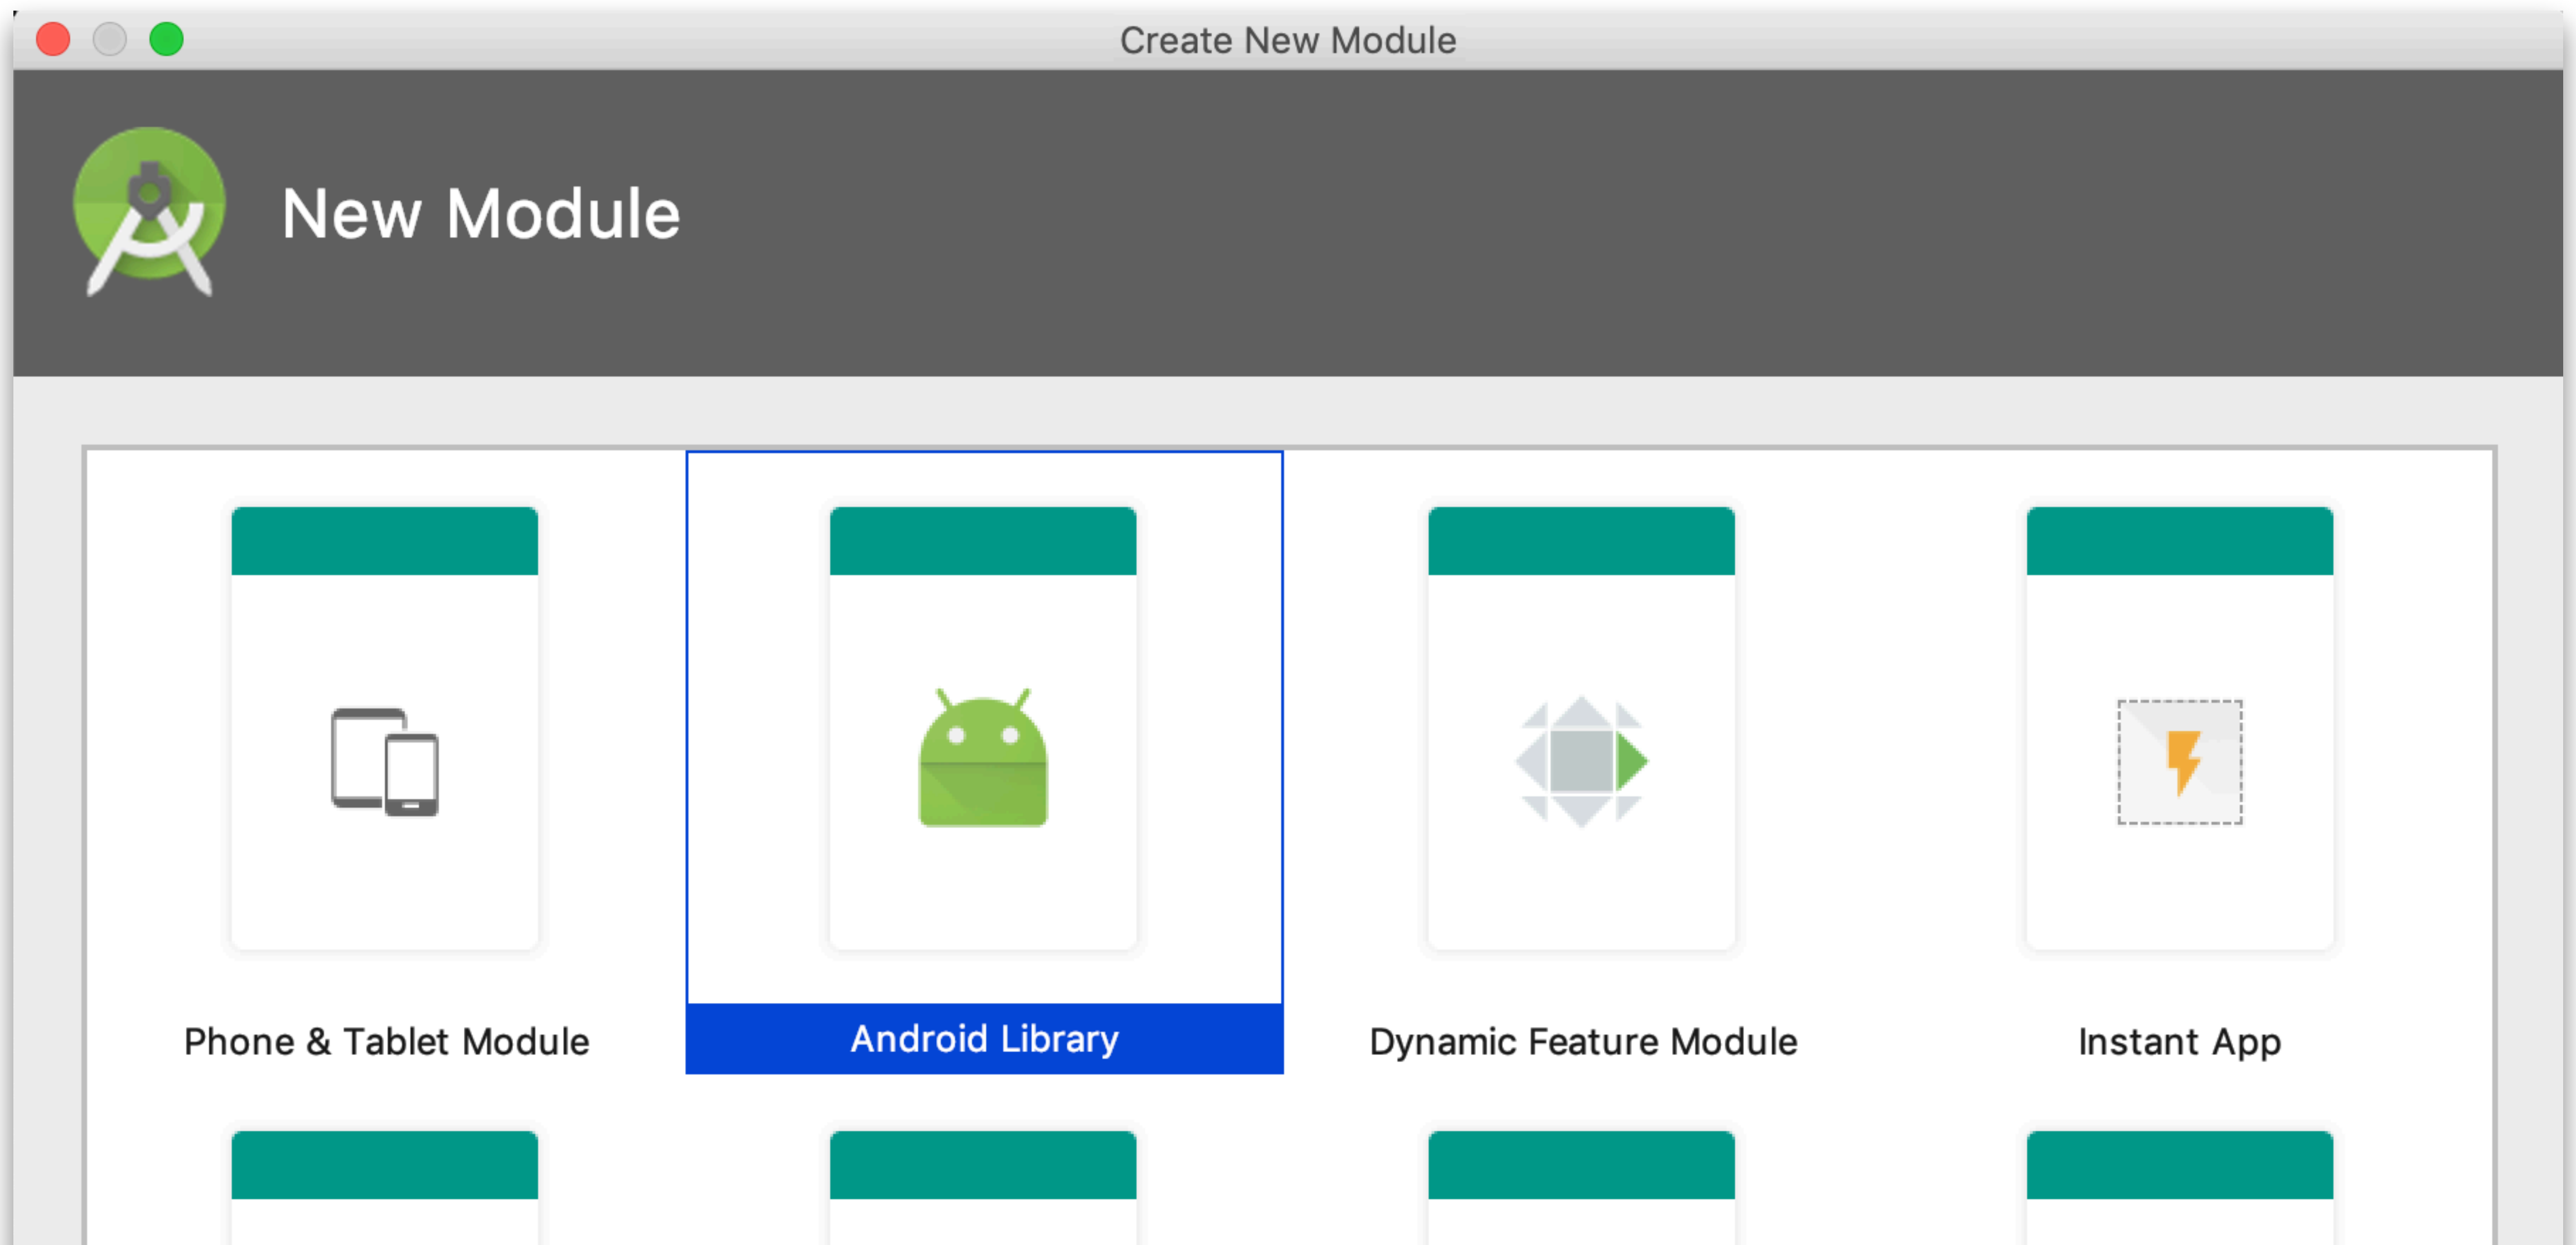 Create New Module
New Module
Phone & Tablet Module
Android Library
Dynamic Feature Module
Instant App